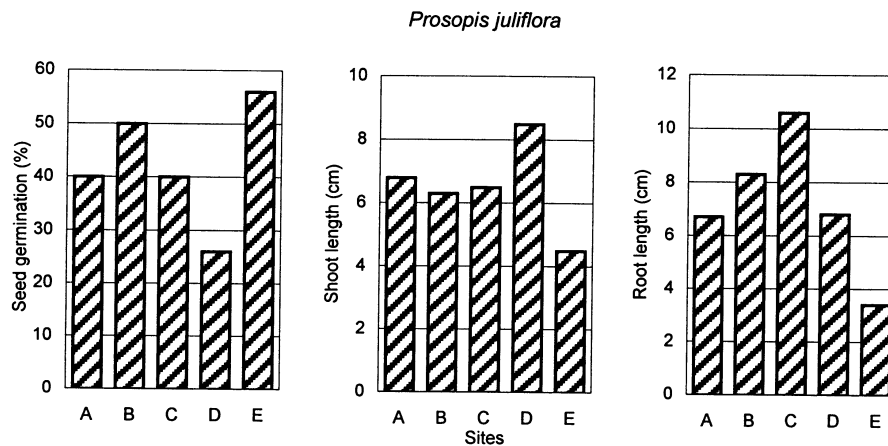 Prosopis juliflora
Seed germination (%)
60
50
40
30
20
10
0
A B C D E
Shoot length (cm)
10
8
6
4
2
0
A B C D E
Sites
Root length (cm)
12
10
8
6
4
2
0
A B C D E